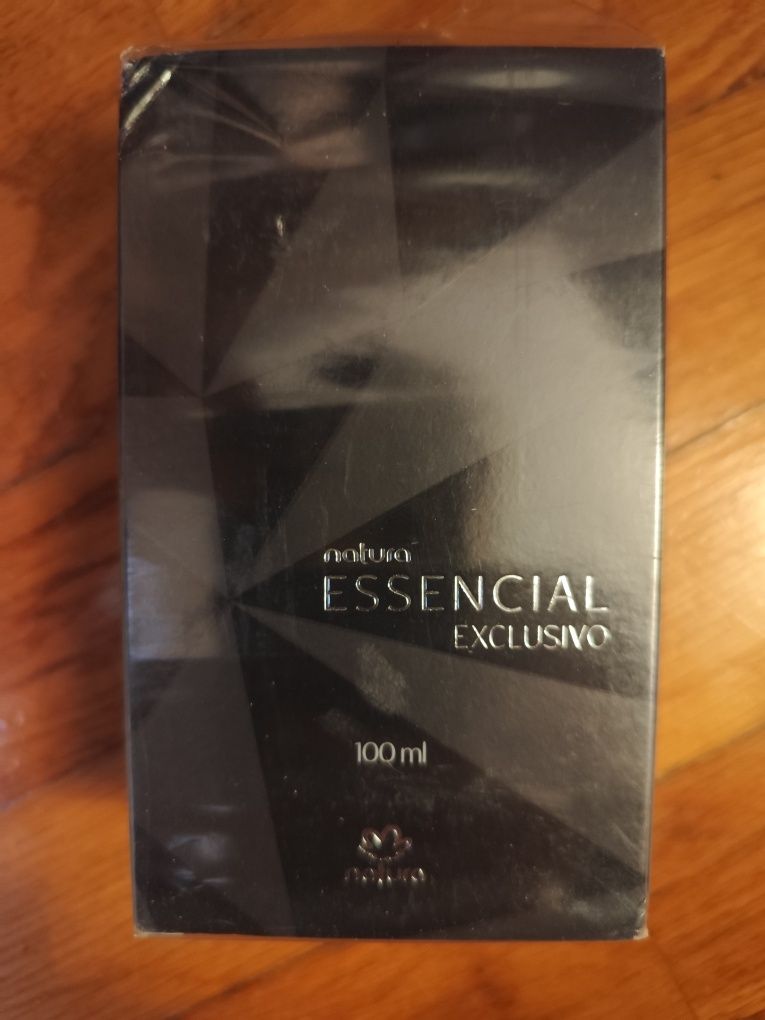 natura
ESSENCIAL
EXCLUSIVO
100 ml
natura